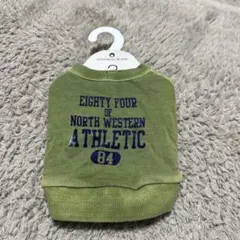 EIGHTY FOUR
OF
NORTH WESTERN
ATHLETIC
84